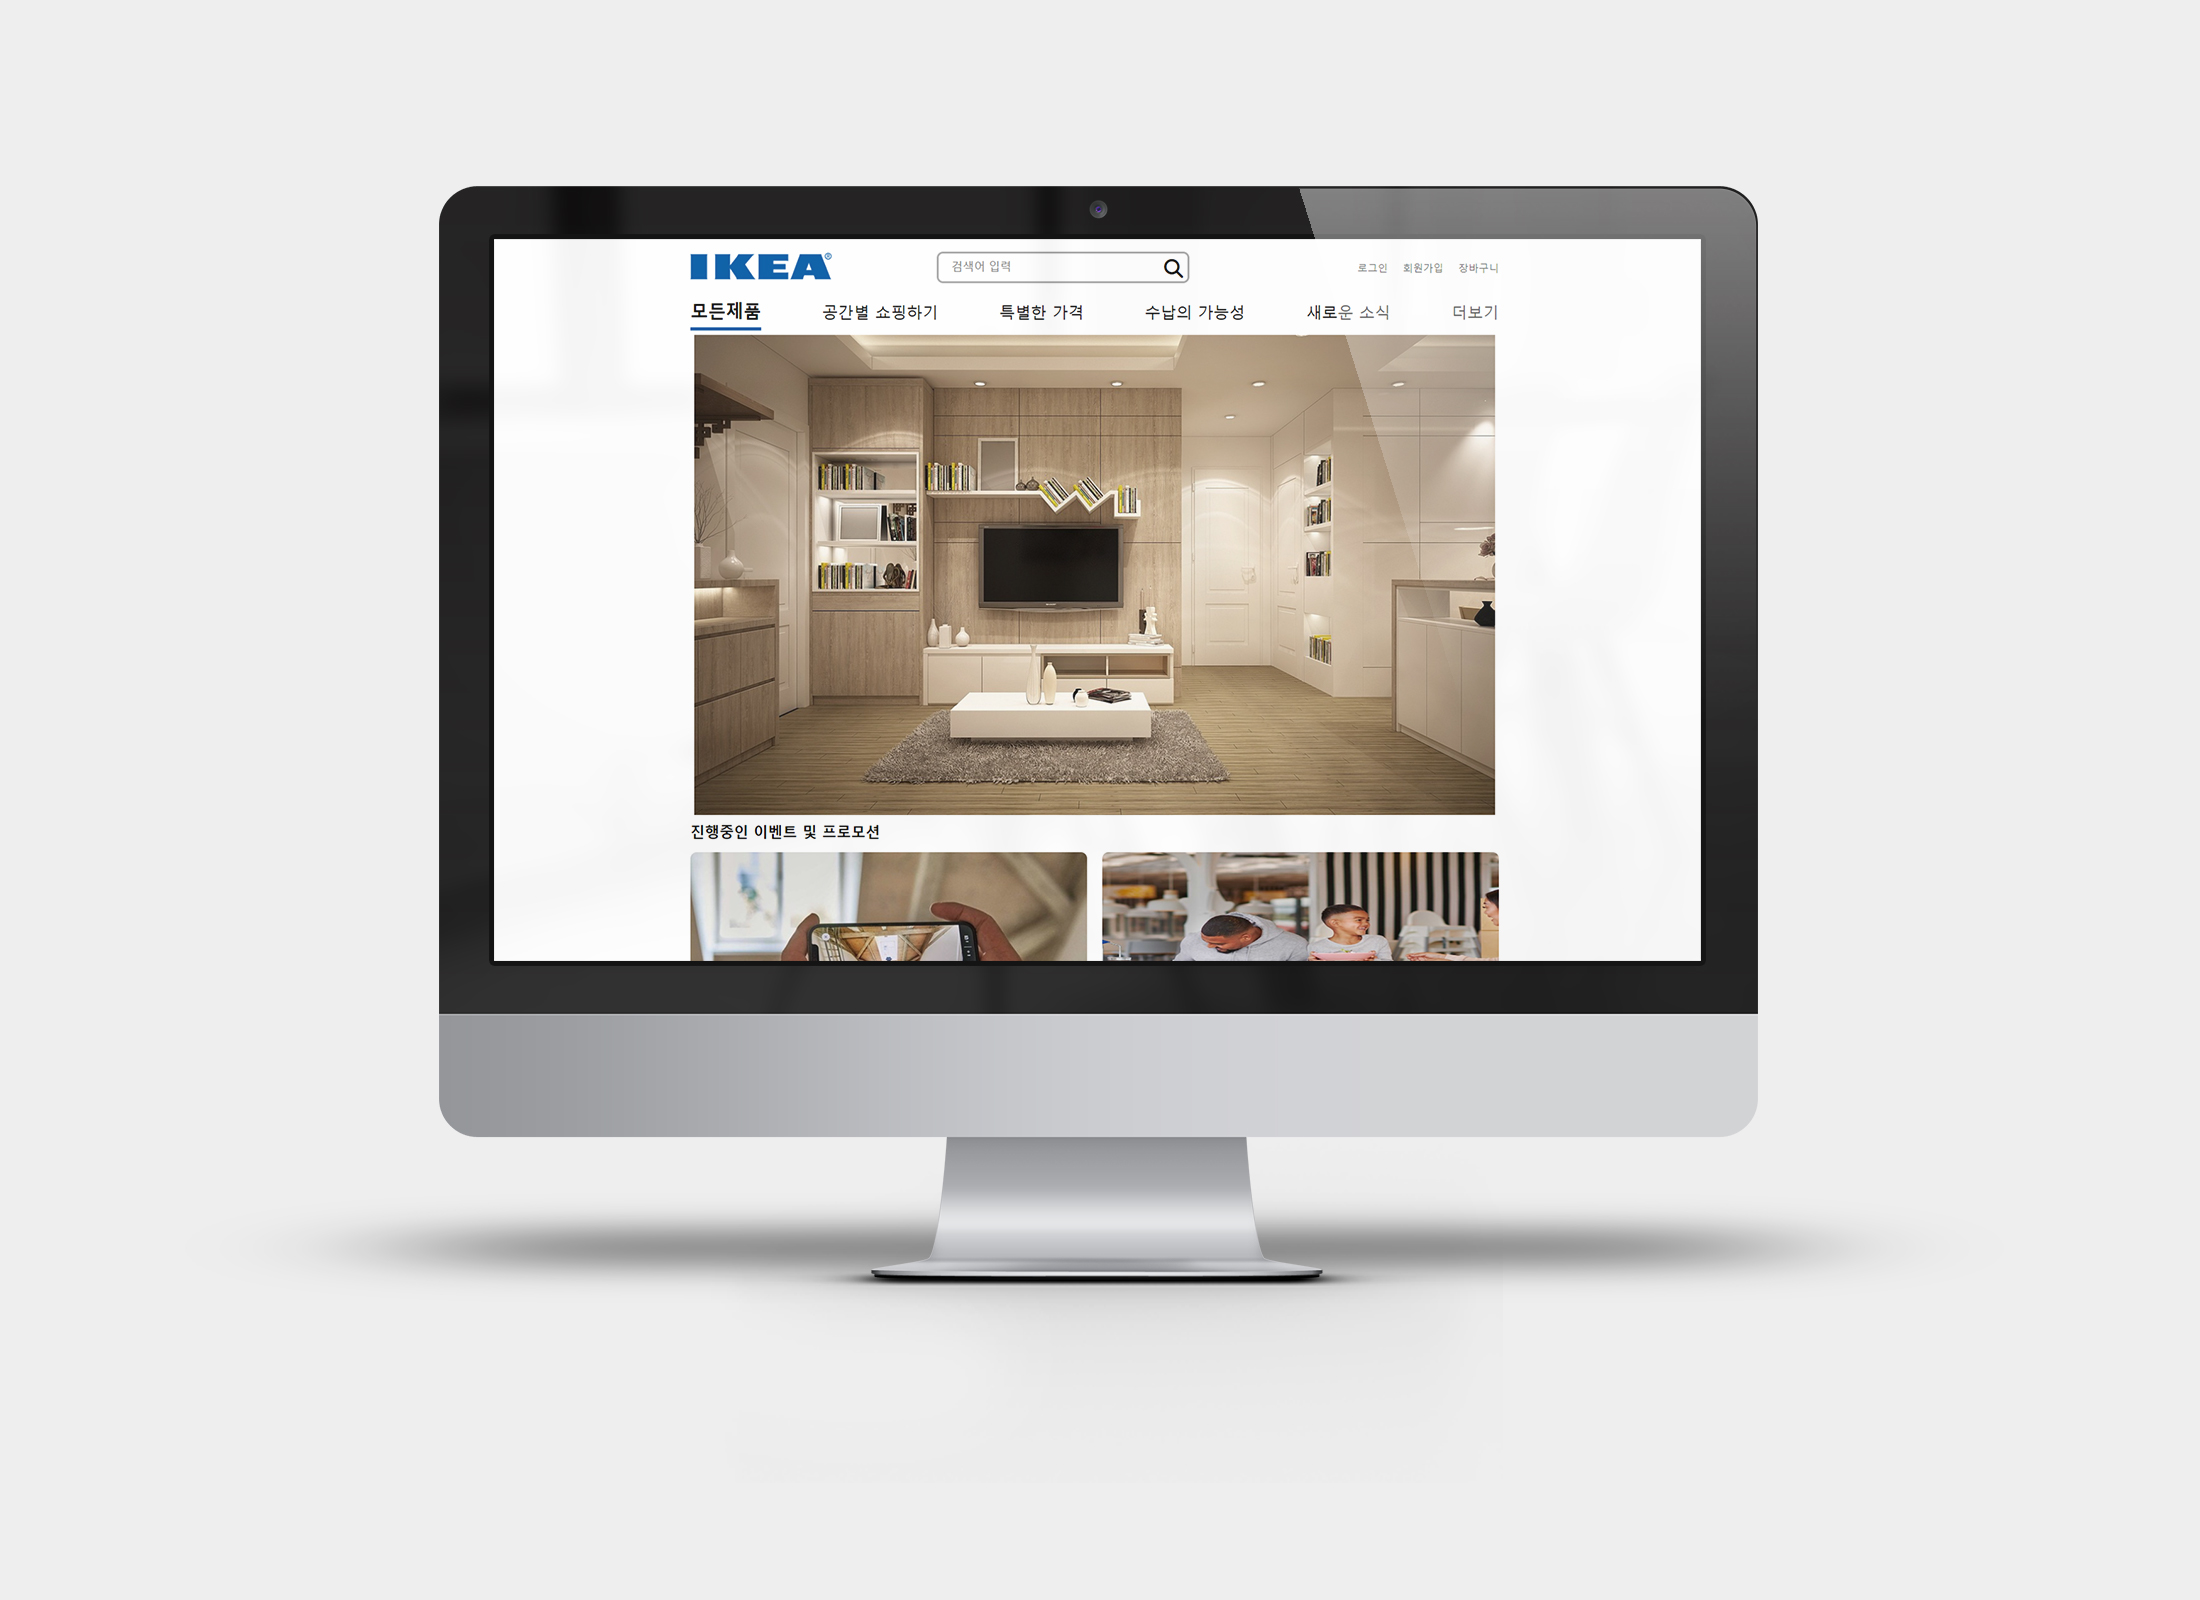 IKEA®
검색어 입력
로그인 회원가입 장바구니
모든제품 공간별 쇼핑하기 특별한 가격 수납의 가능성 새로운 소식 더보기
진행중인 이벤트 및 프로모션